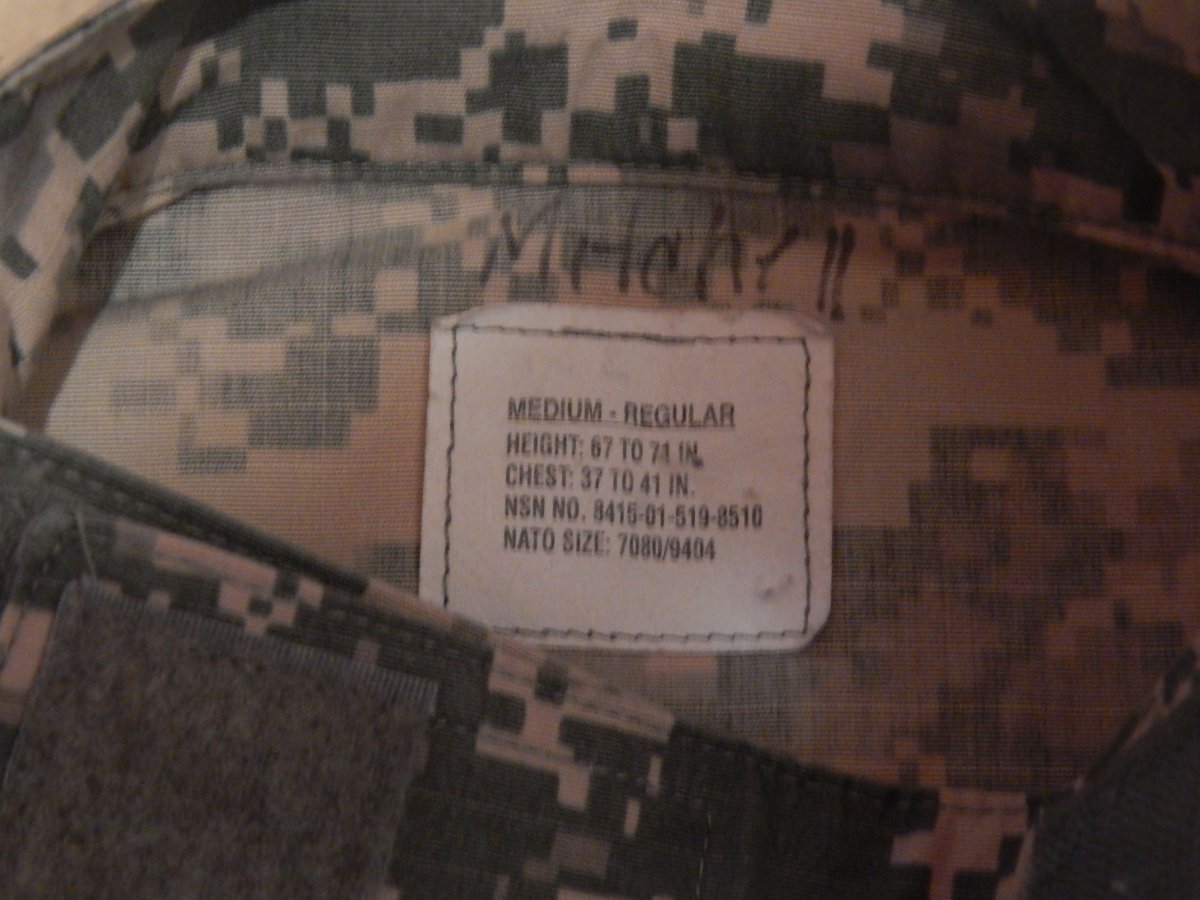 MEDIUM - REGULAR
HEIGHT: 67 TO 71 IN.
CHEST: 37 TO 41 IN.
NSN NO. 8415-01-519-8510
NATO SIZE: 7080/9404